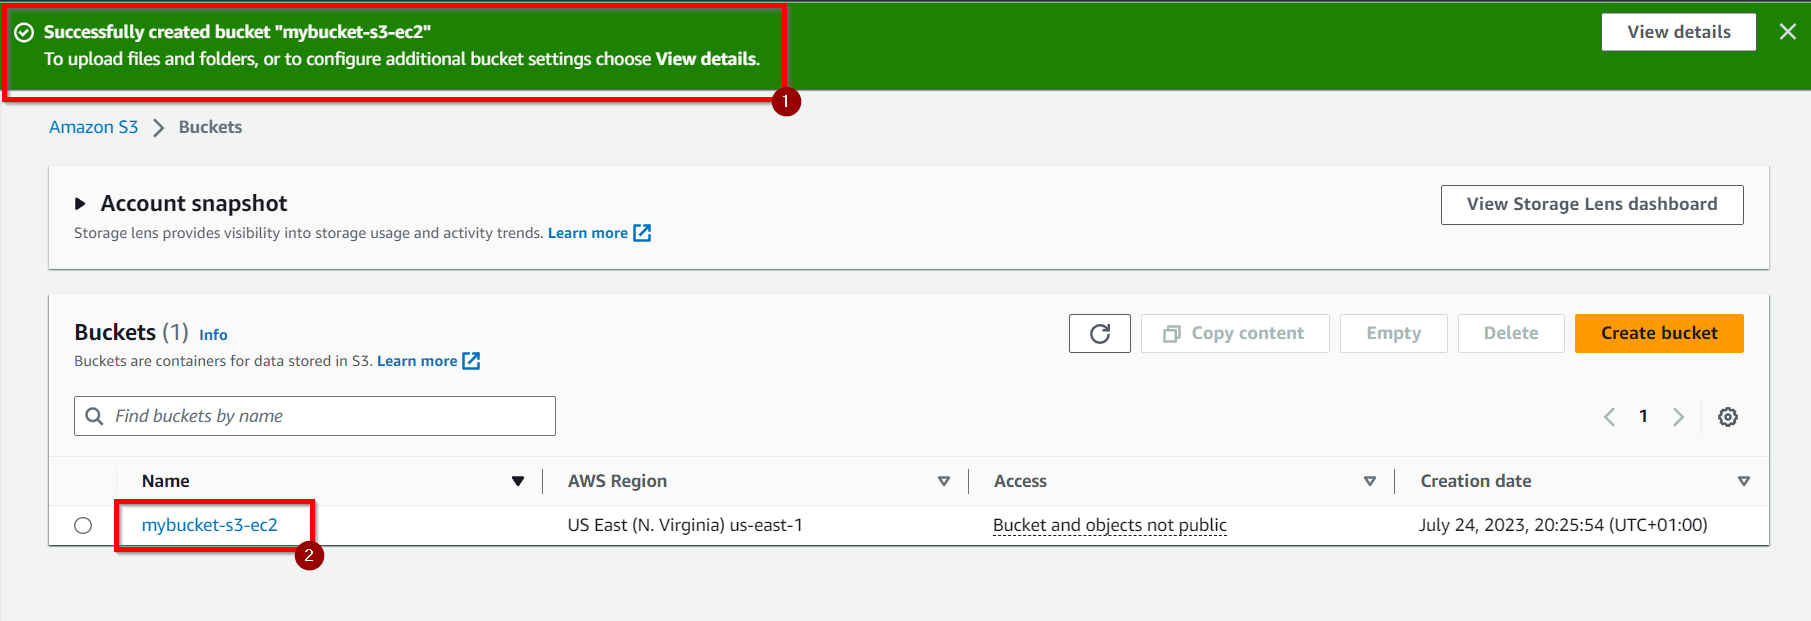 Successfully created bucket "mybucket-s3-ec2"
To upload files and folders, or to configure additional bucket settings choose View details.
View details
1
Amazon S3 > Buckets
Account snapshot
Storage lens provides visibility into storage usage and activity trends. Learn more
View Storage Lens dashboard
Buckets (1) Info
Buckets are containers for data stored in S3. Learn more
Copy content
Empty
Delete
Create bucket
Find buckets by name
1
Name AWS Region Access Creation date
mybucket-s3-ec2 US East (N. Virginia) us-east-1 Bucket and objects not public July 24, 2023, 20:25:54 (UTC+01:00)
2